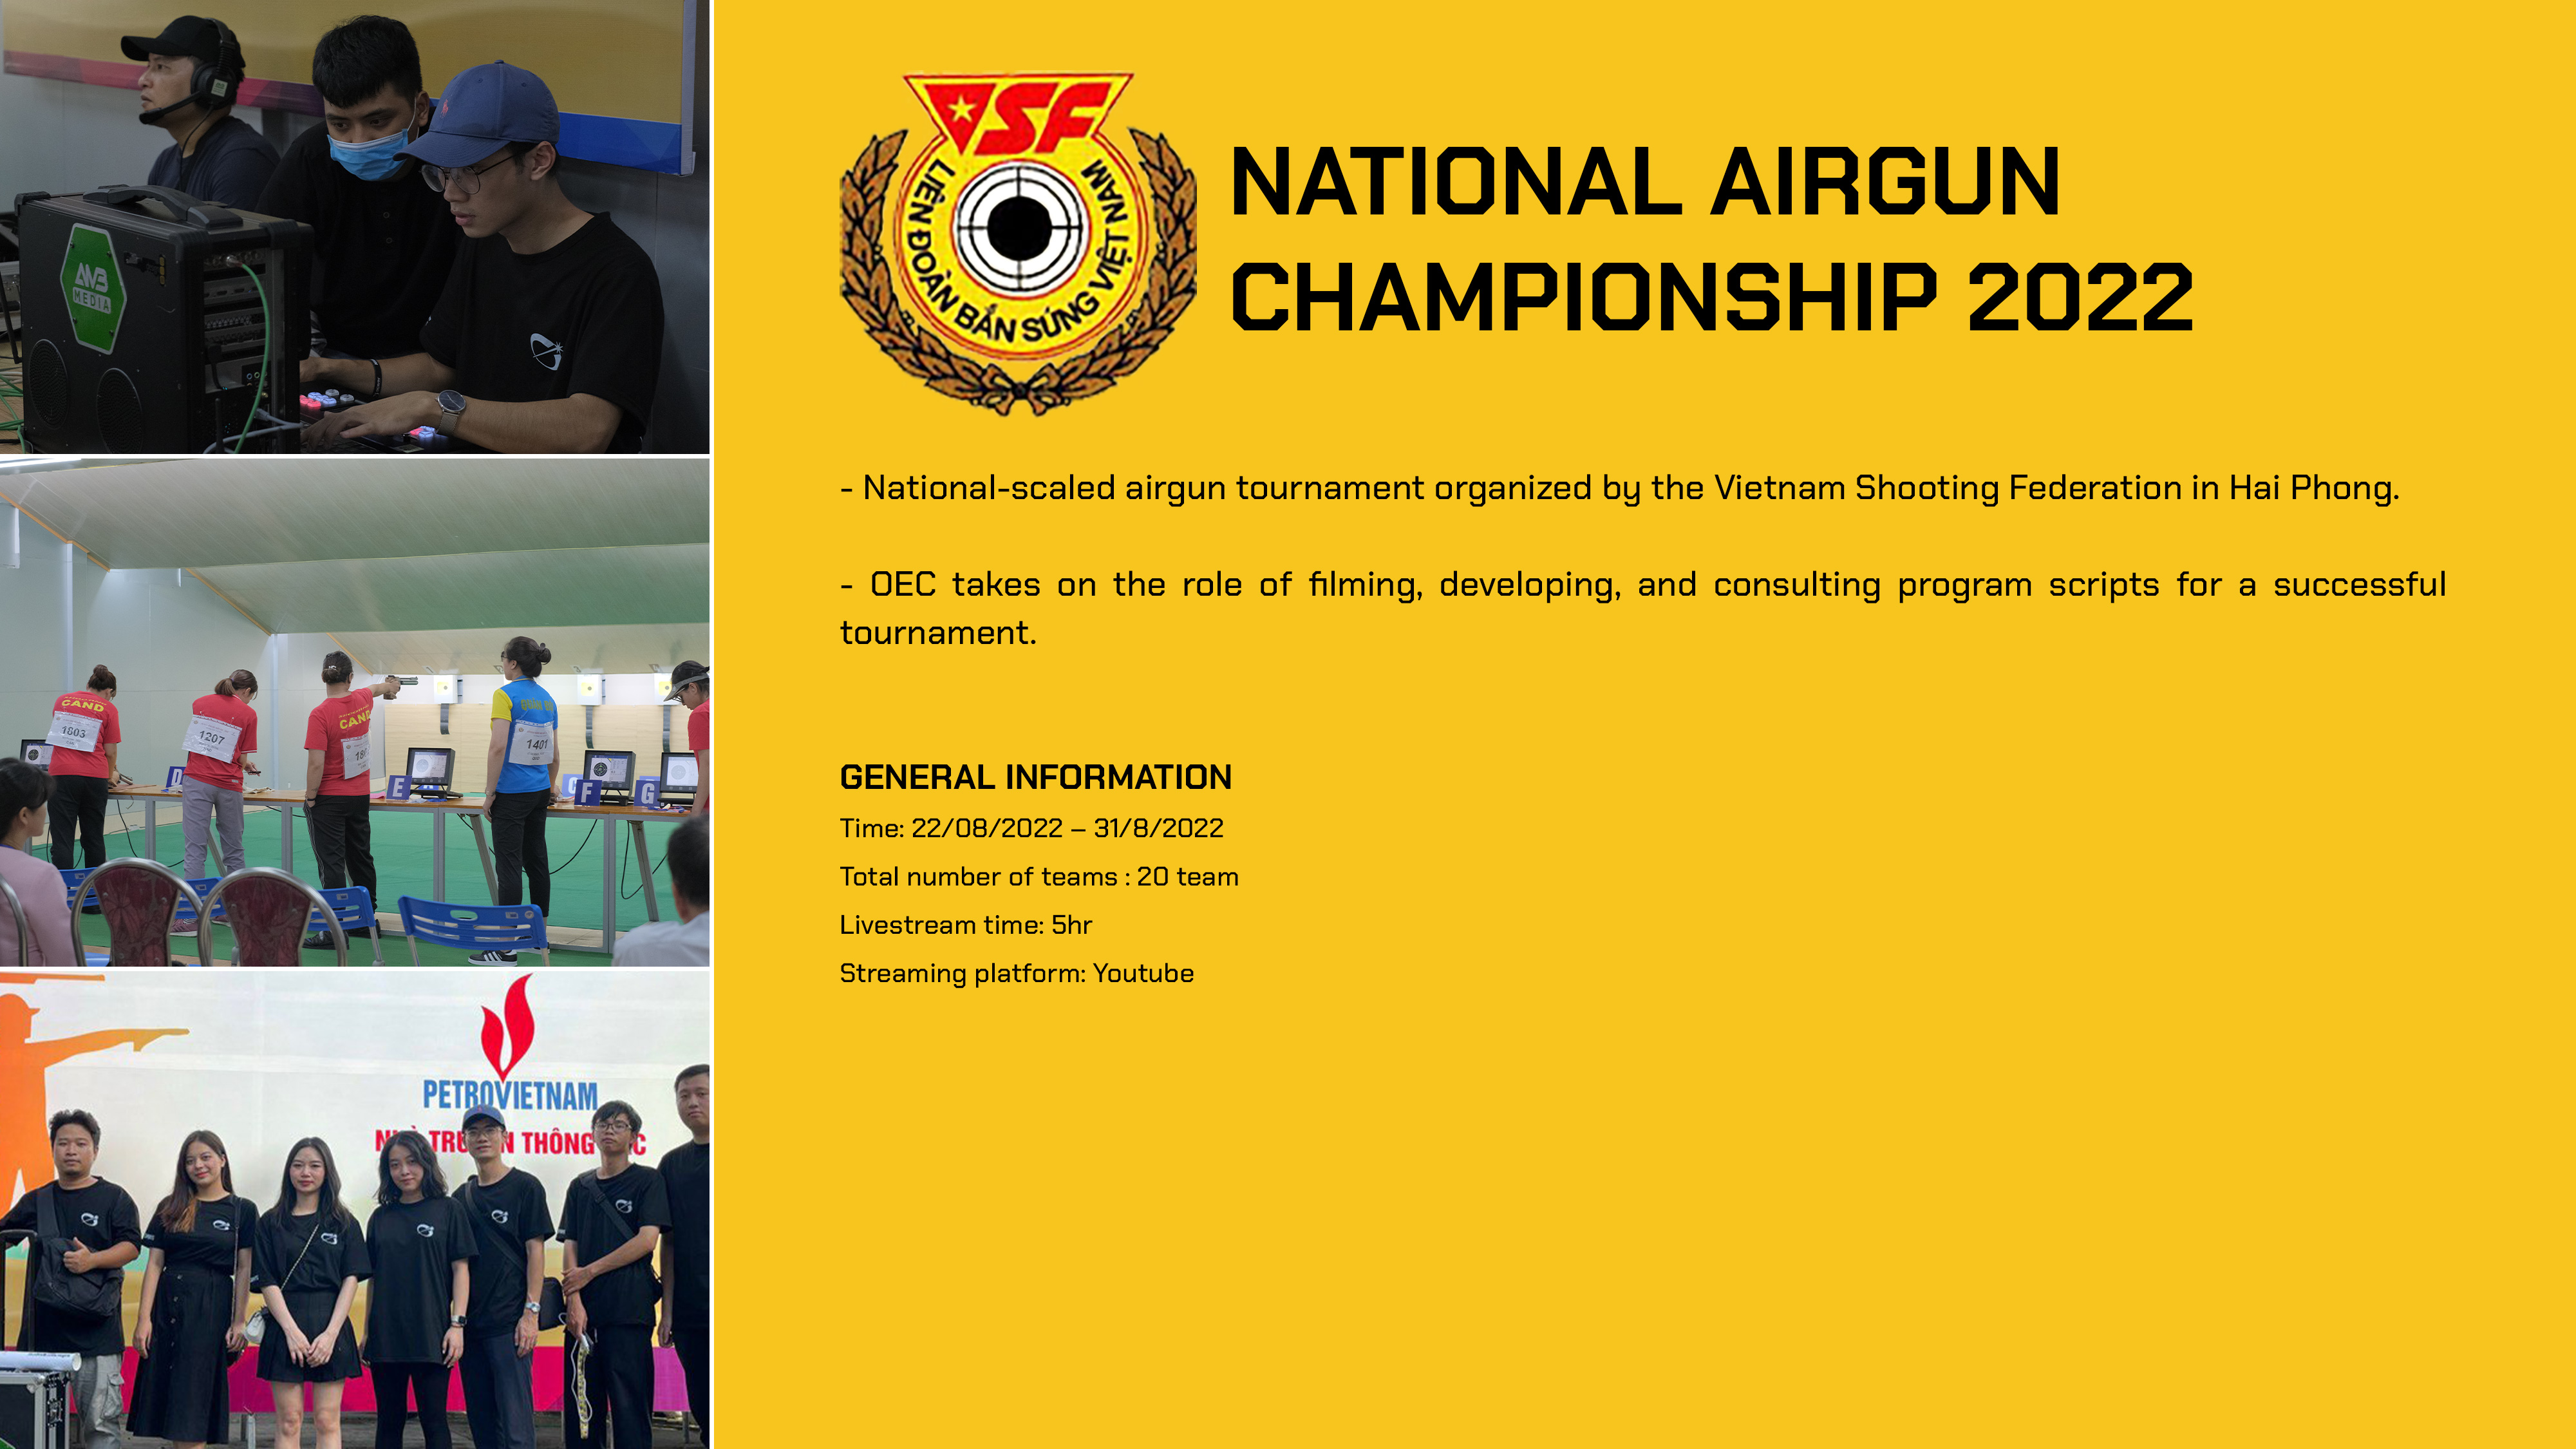 AMB
MEDIA
CAND
1603
1207
CAND
1401
D
E
F
G
PETROVIETNAM
THÔNG
VSF
LIÊN ĐOÀN BẮN SÚNG VIỆT NAM
NATIONAL AIRGUN
CHAMPIONSHIP 2022
- National-scaled airgun tournament organized by the Vietnam Shooting Federation in Hai Phong.
- OEC takes on the role of filming, developing, and consulting program scripts for a successful
tournament.
GENERAL INFORMATION
Time: 22/08/2022 – 31/8/2022
Total number of teams : 20 team
Livestream time: 5hr
Streaming platform: Youtube